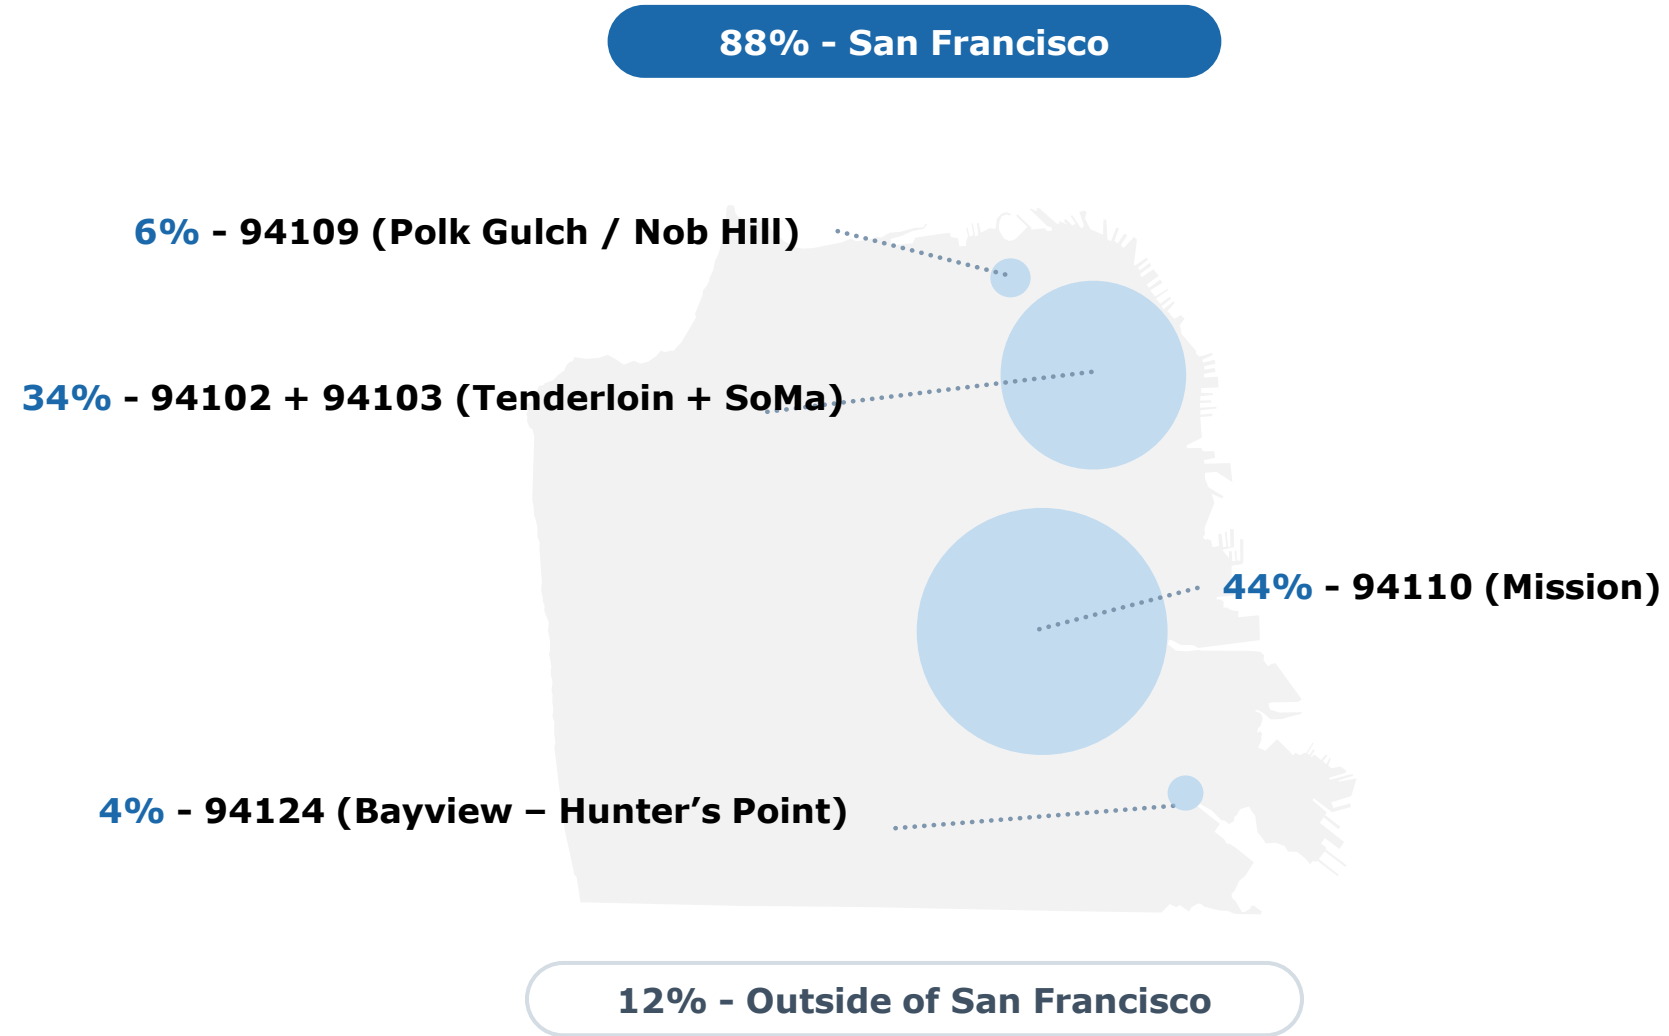 88% - San Francisco
6% - 94109 (Polk Gulch / Nob Hill)
34% - 94102 + 94103 (Tenderloin + SoMa)
44% - 94110 (Mission)
4% - 94124 (Bayview – Hunter’s Point)
12% - Outside of San Francisco